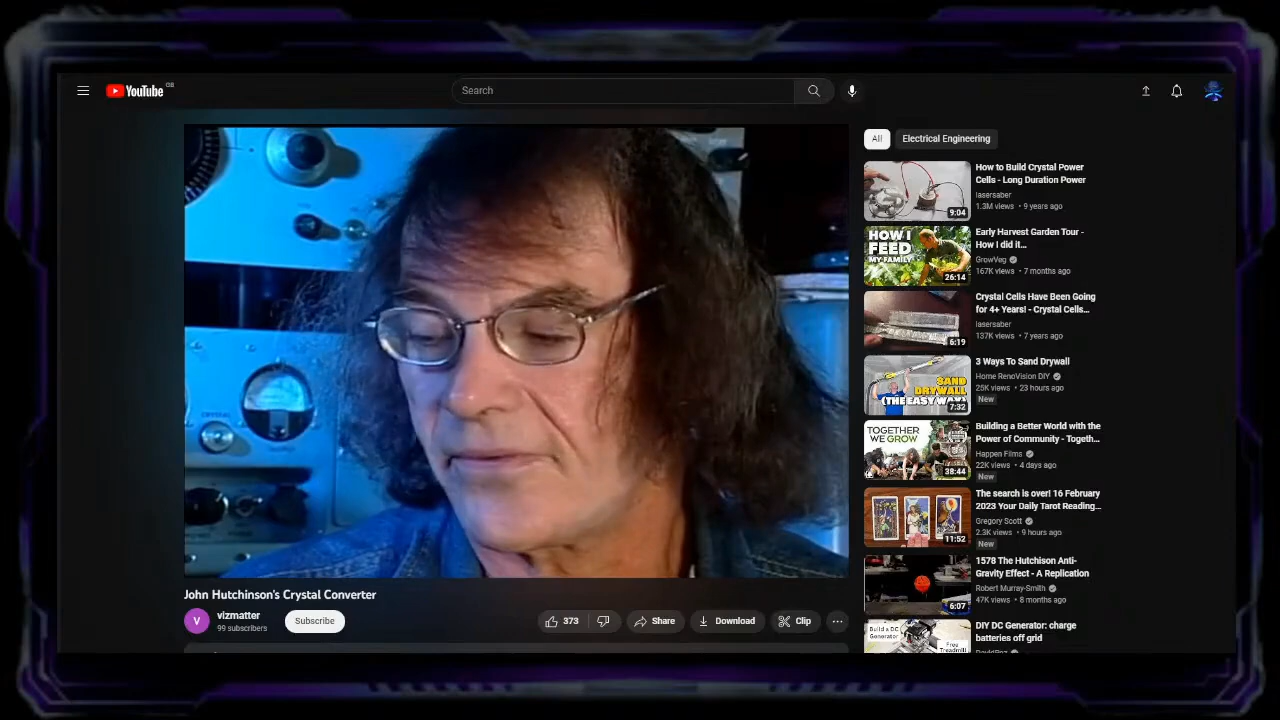 YouTube GB
Search
CRYSTAL
John Hutchinson's Crystal Converter
V
vizmatter
99 subscribers
Subscribe
373
Share
Download
Clip
All
Electrical Engineering
9:04
How to Build Crystal Power
Cells - Long Duration Power
lasersaber
1.3M views • 9 years ago
HOW I
FEED
MY FAMILY
26:14
Early Harvest Garden Tour -
How I did it...
GrowVeg
167K views • 7 months ago
6:19
Crystal Cells Have Been Going
for 4+ Years! - Crystal Cells...
lasersaber
137K views • 7 years ago
SAND
DRYWALL
(THE EASY WAY)
7:32
3 Ways To Sand Drywall
Home RenoVision DIY
25K views • 23 hours ago
New
TOGETHER
WE GROW
38:44
Building a Better World with the
Power of Community - Togeth...
Happen Films
22K views • 4 days ago
New
11:52
The search is over! 16 February
2023 Your Daily Tarot Reading...
Gregory Scott
2.3K views • 9 hours ago
New
6:07
1578 The Hutchison Anti-
Gravity Effect - A Replication
Robert Murray-Smith
47K views • 8 months ago
Build a DC
Generator
Free
Treadmill
DIY DC Generator: charge
batteries off grid